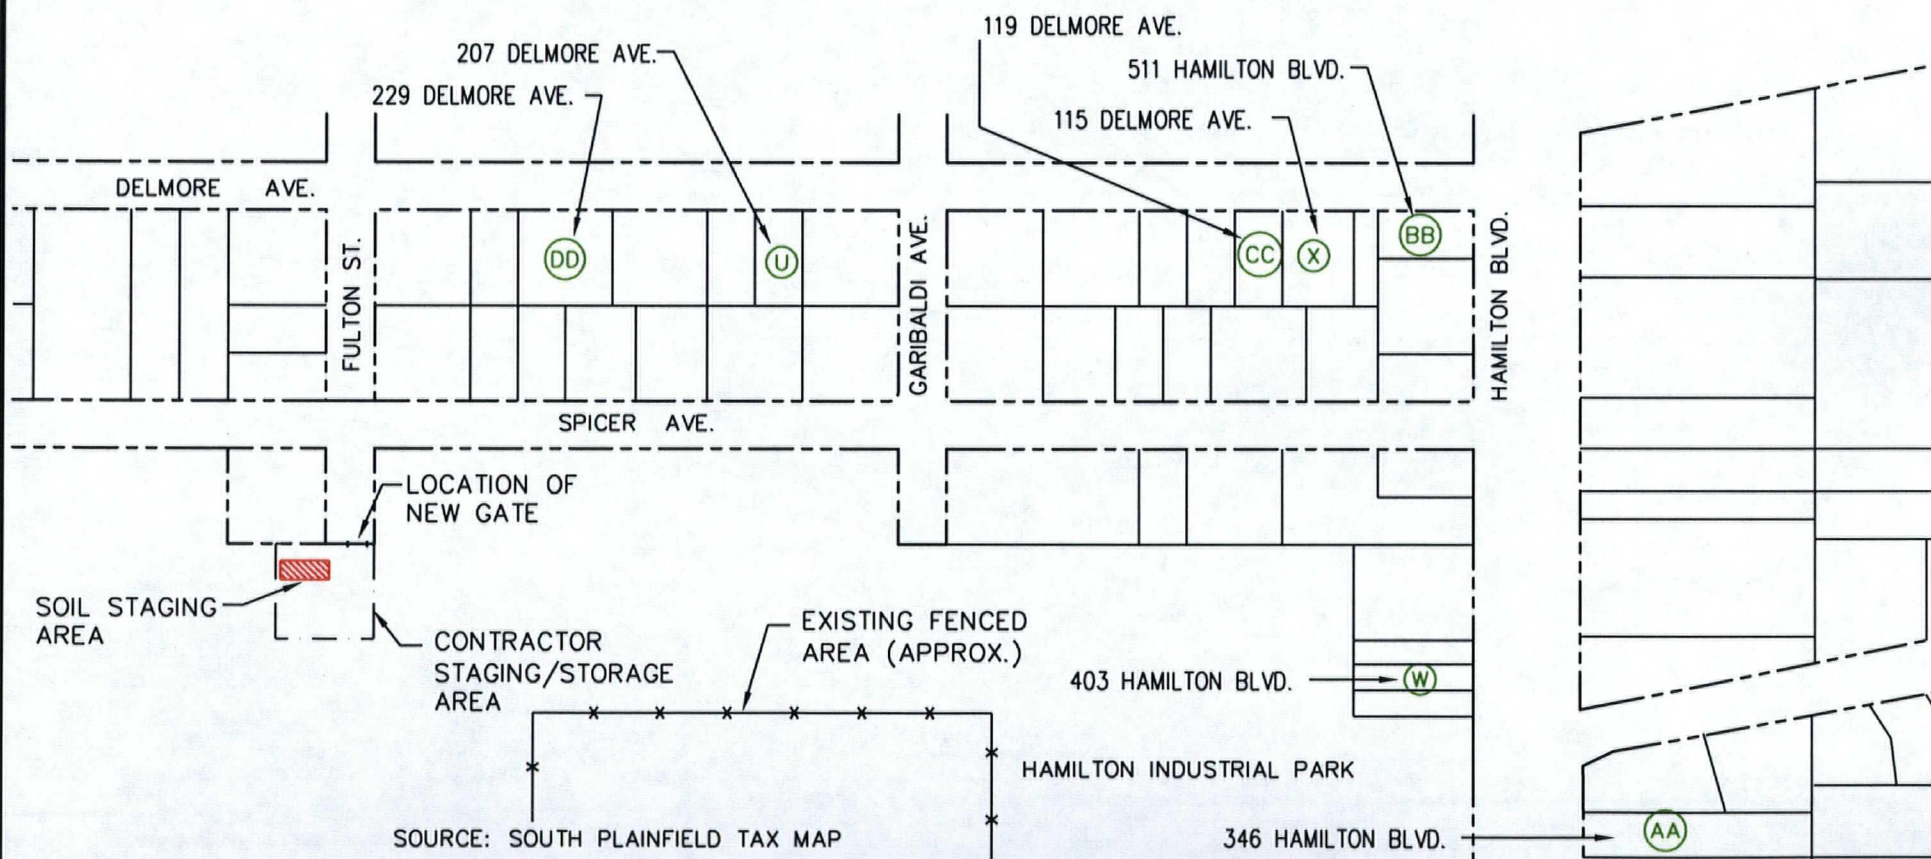 119 DELMORE AVE.
207 DELMORE AVE.
511 HAMILTON BLVD.
229 DELMORE AVE.
115 DELMORE AVE.
DELMORE AVE.
FULTON ST.
DD
U
GARIBALDI AVE.
CC
X
BB
HAMILTON BLVD.
SPICER AVE.
LOCATION OF
NEW GATE
SOIL STAGING
AREA
CONTRACTOR
STAGING/STORAGE
AREA
EXISTING FENCED
AREA (APPROX.)
403 HAMILTON BLVD.
W
HAMILTON INDUSTRIAL PARK
SOURCE: SOUTH PLAINFIELD TAX MAP
346 HAMILTON BLVD.
AA